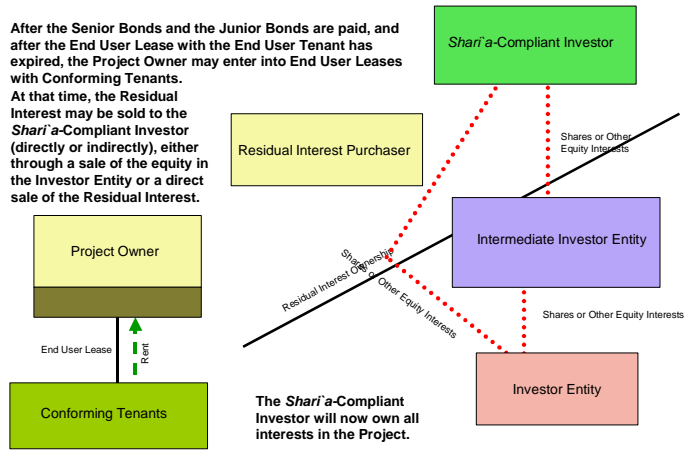 After the Senior Bonds and the Junior Bonds are paid, and
after the End User Lease with the End User Tenant has
expired, the Project Owner may enter into End User Leases
with Conforming Tenants.
At that time, the Residual
Interest may be sold to the
Shari`a-Compliant Investor
(directly or indirectly), either
through a sale of the equity in
the Investor Entity or a direct
sale of the Residual Interest.
Shari`a-Compliant
Investor
Residual Interest Purchaser
Shares or Other
Equity Interests
Project Owner
Intermediate Investor Entity
Residual Interest Ownership
Shares or Other Equity Interests
Shares or Other Equity Interests
End User Lease
Rent
Investor Entity
Conforming Tenants
The Shari`a-Compliant
Investor will now own all
interests in the Project.